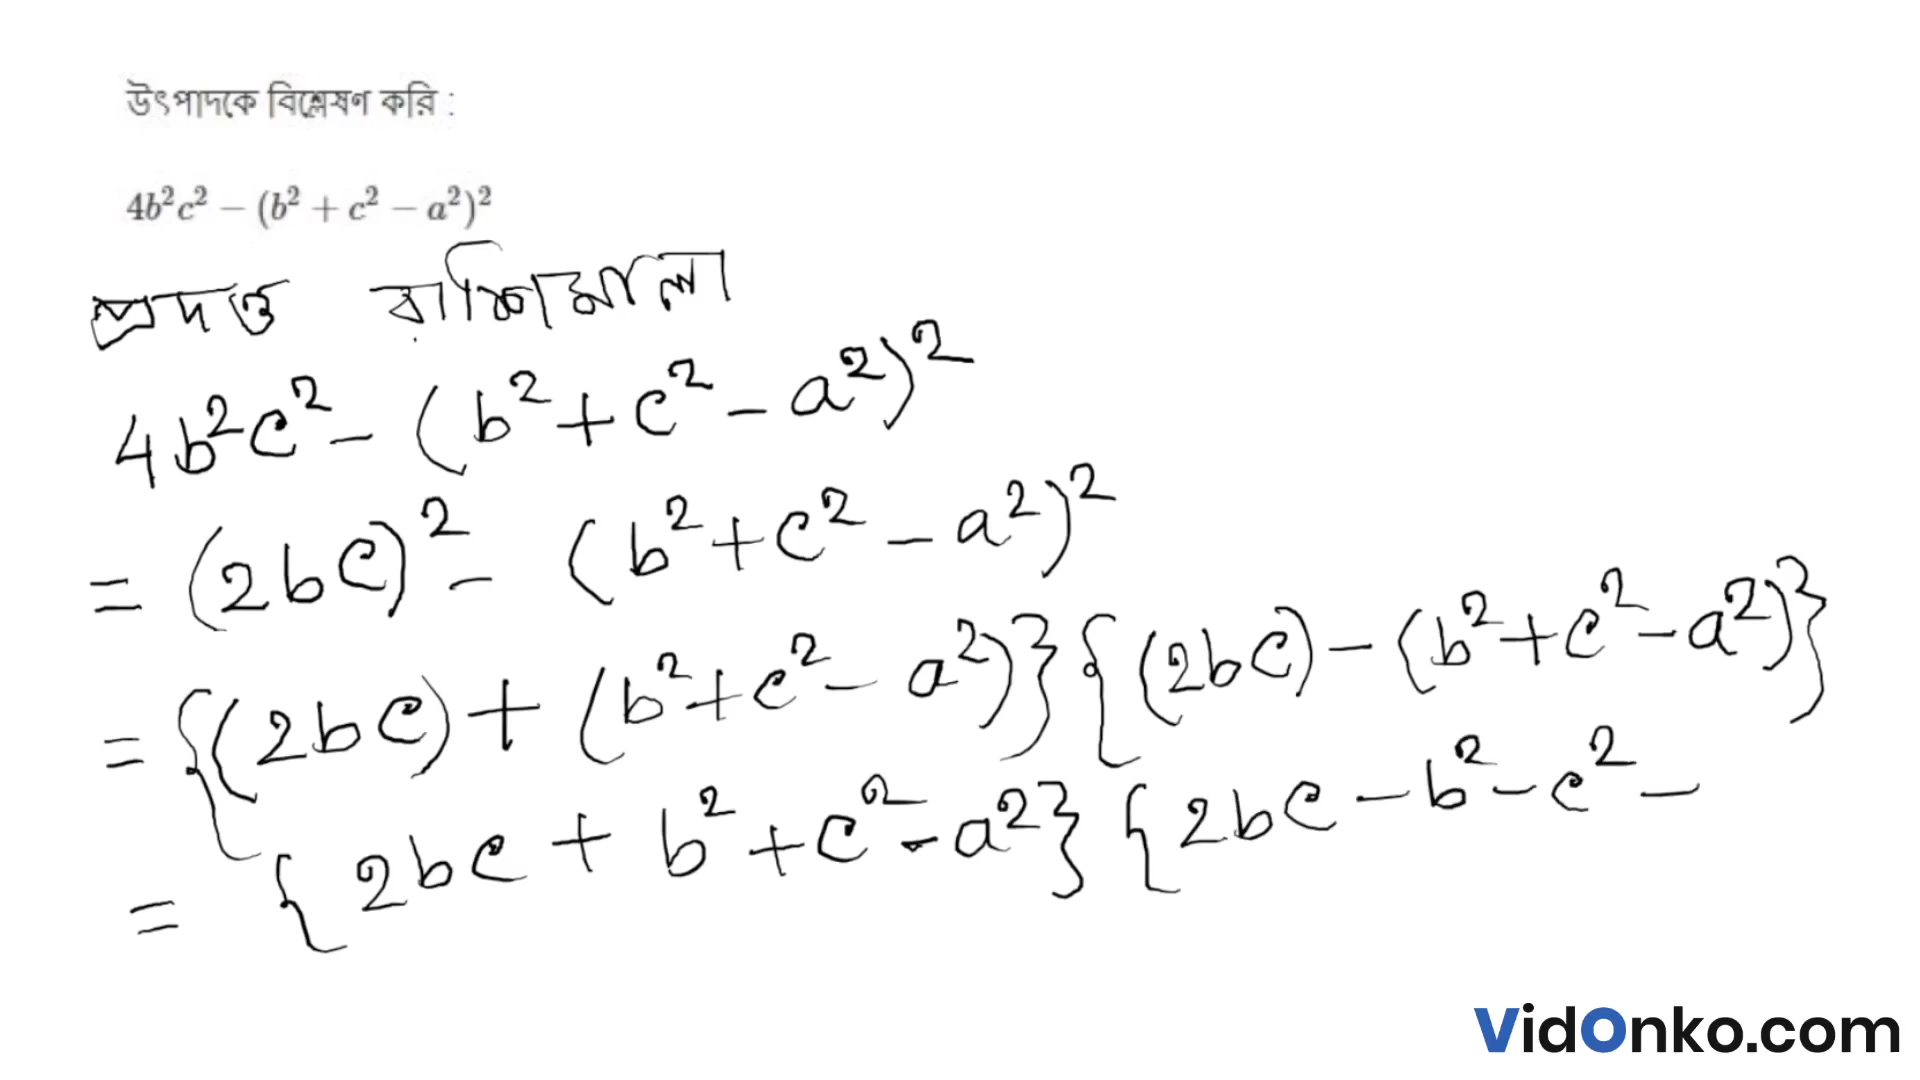 উৎপাদকে বিশ্লেষণ করি :
4b²c² − (b² + c² − a²)²
প্রদত্ত রাশিমালা
4b²c² − (b² + c² − a²)²
= (2bc)² − (b² + c² − a²)²
= {(2bc) + (b² + c² − a²)} {(2bc) − (b² + c² − a²)}
= {2bc + b² + c² − a²} {2bc − b² − c² −
VidOnko.com